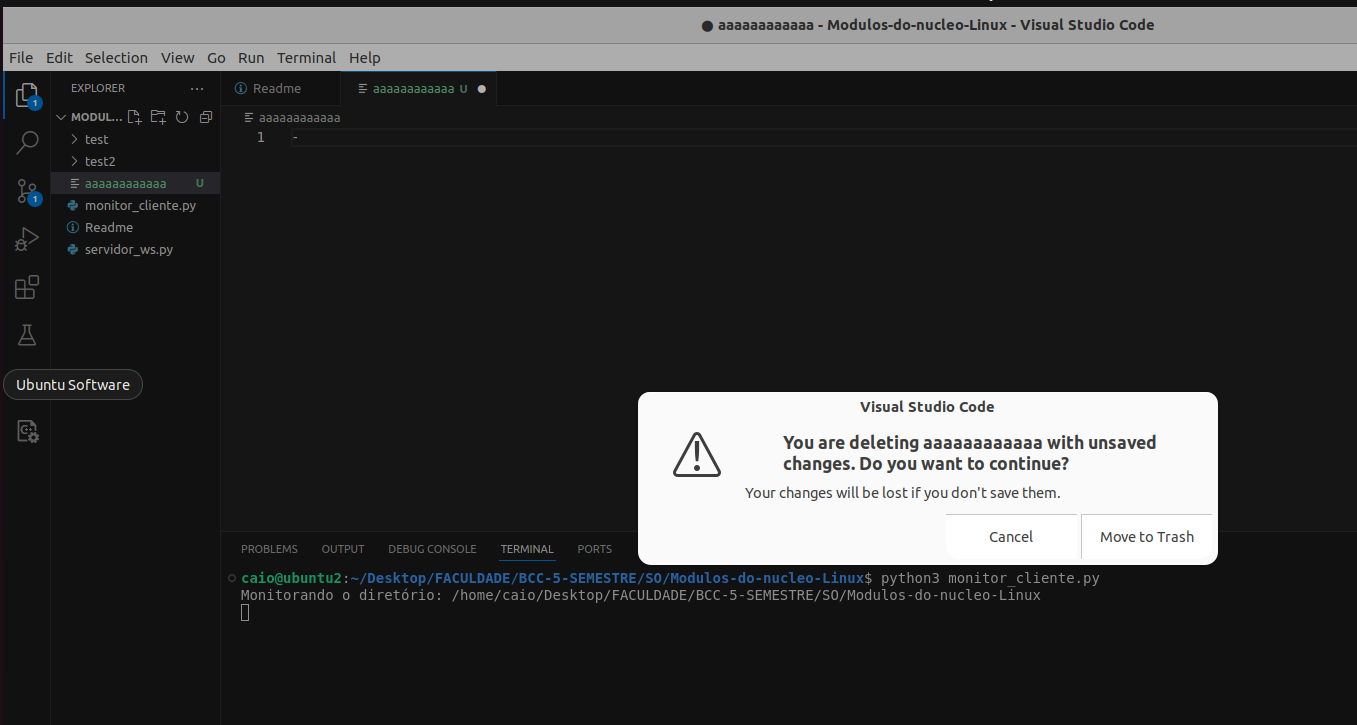 ● aaaaaaaaaaaa - Modulos-do-nucleo-Linux - Visual Studio Code
File Edit Selection View Go Run Terminal Help
EXPLORER ···
Readme
aaaaaaaaaaaa U ●
MODUL...
aaaaaaaaaaaa
1 -
test
test2
aaaaaaaaaaaa U
monitor_cliente.py
Readme
servidor_ws.py
1
1
Ubuntu Software
Visual Studio Code
You are deleting aaaaaaaaaaaa with unsaved
changes. Do you want to continue?
Your changes will be lost if you don't save them.
Cancel Move to Trash
PROBLEMS OUTPUT DEBUG CONSOLE TERMINAL PORTS
caio@ubuntu2:~/Desktop/FACULDADE/BCC-5-SEMESTRE/SO/Modulos-do-nucleo-Linux$ python3 monitor_cliente.py
Monitorando o diretório: /home/caio/Desktop/FACULDADE/BCC-5-SEMESTRE/SO/Modulos-do-nucleo-Linux